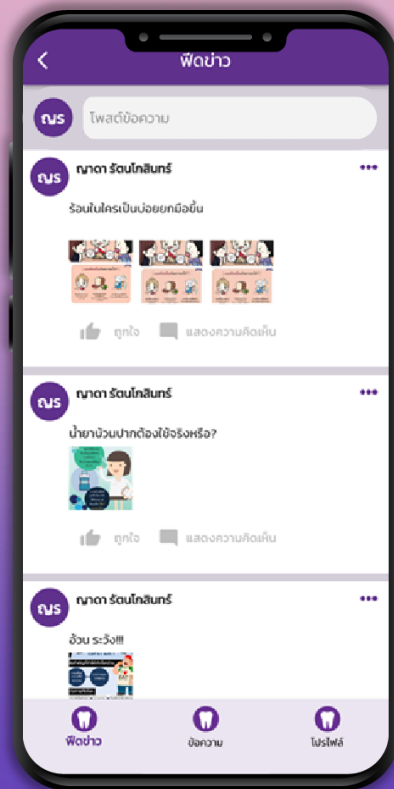 ฟีดข่าว
ณร
โพสต์ข้อความ
ณร
ญาดา รัตนโกสินทร์
ร้อนในใครเป็นบ่อยยกมือขึ้น
ถูกใจ
แสดงความคิดเห็น
ณร
ญาดา รัตนโกสินทร์
น้ำยาบ้วนปากต้องใช้จริงหรือ?
ถูกใจ
แสดงความคิดเห็น
ณร
ญาดา รัตนโกสินทร์
อ้วน ระวัง!!!
ฟีดข่าว
ข้อความ
โปรไฟล์